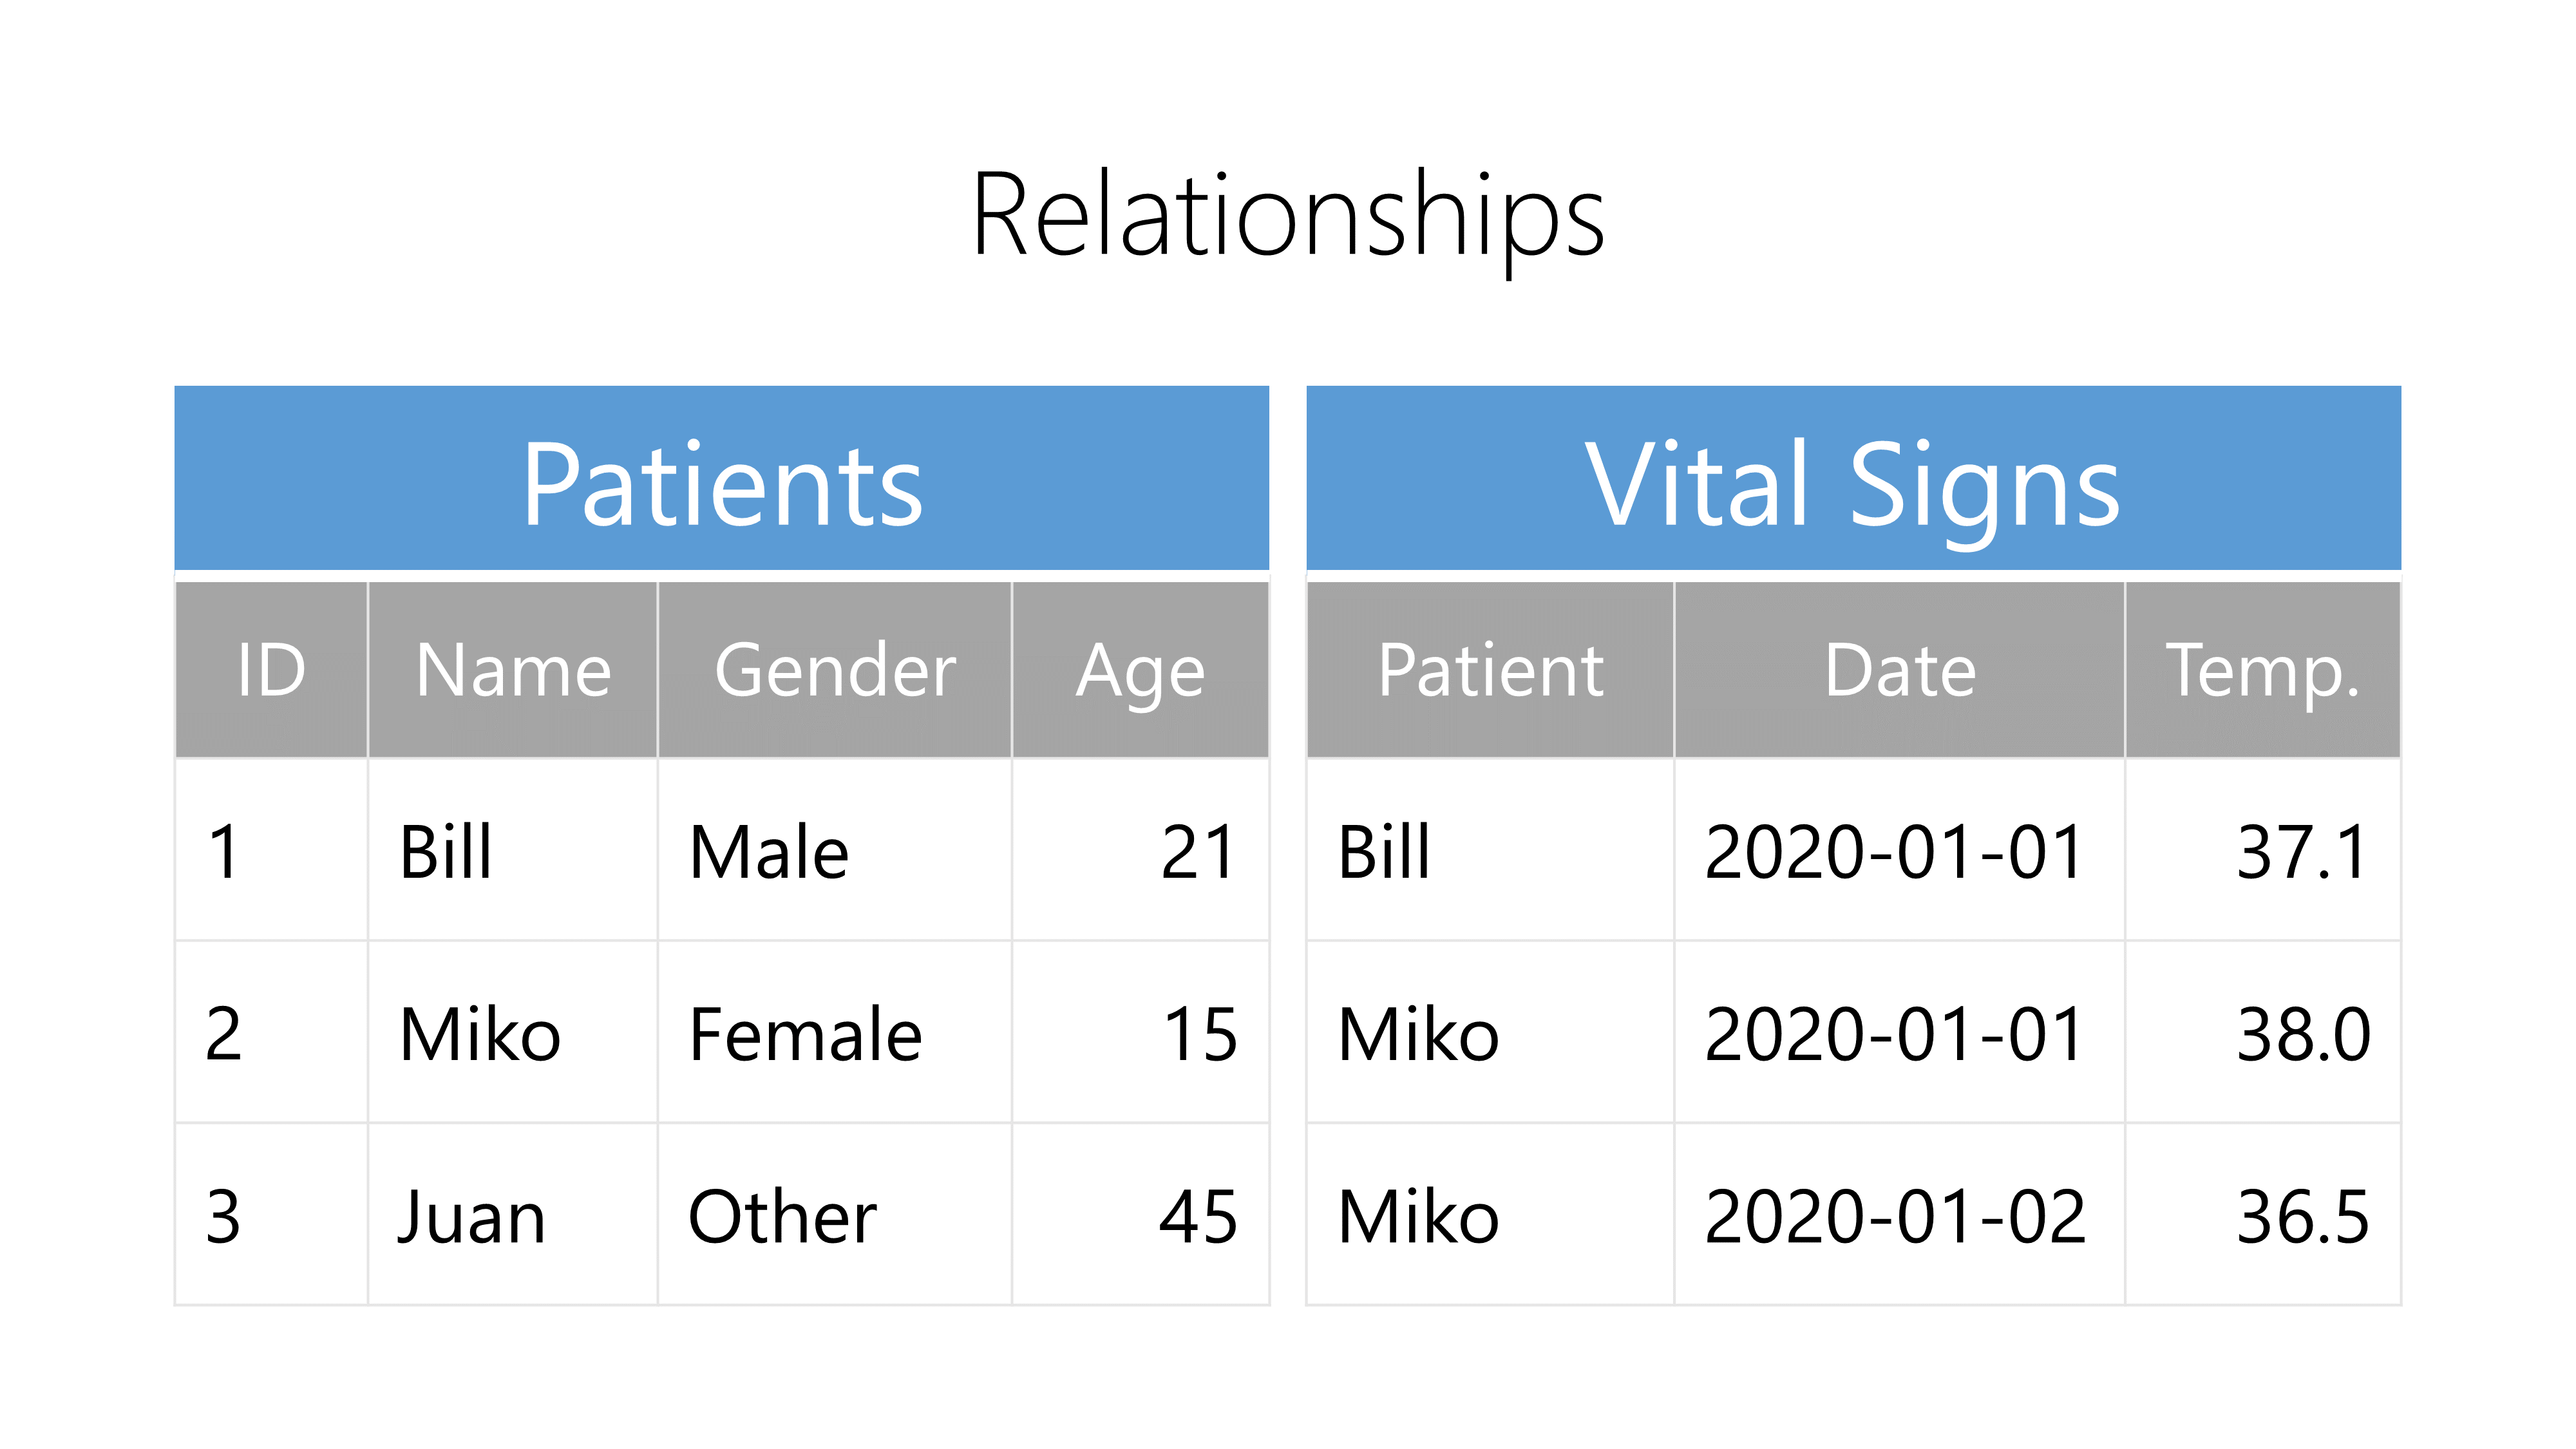 Relationships
Patients
ID Name Gender Age
1 Bill Male 21
2 Miko Female 15
3 Juan Other 45
Vital Signs
Patient Date Temp.
Bill 2020-01-01 37.1
Miko 2020-01-01 38.0
Miko 2020-01-02 36.5